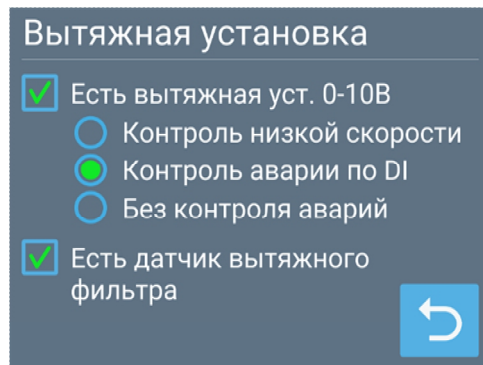 Вытяжная установка
Есть вытяжная уст. 0-10В
Контроль низкой скорости
Контроль аварии по DI
Без контроля аварий
Есть датчик вытяжного
фильтра